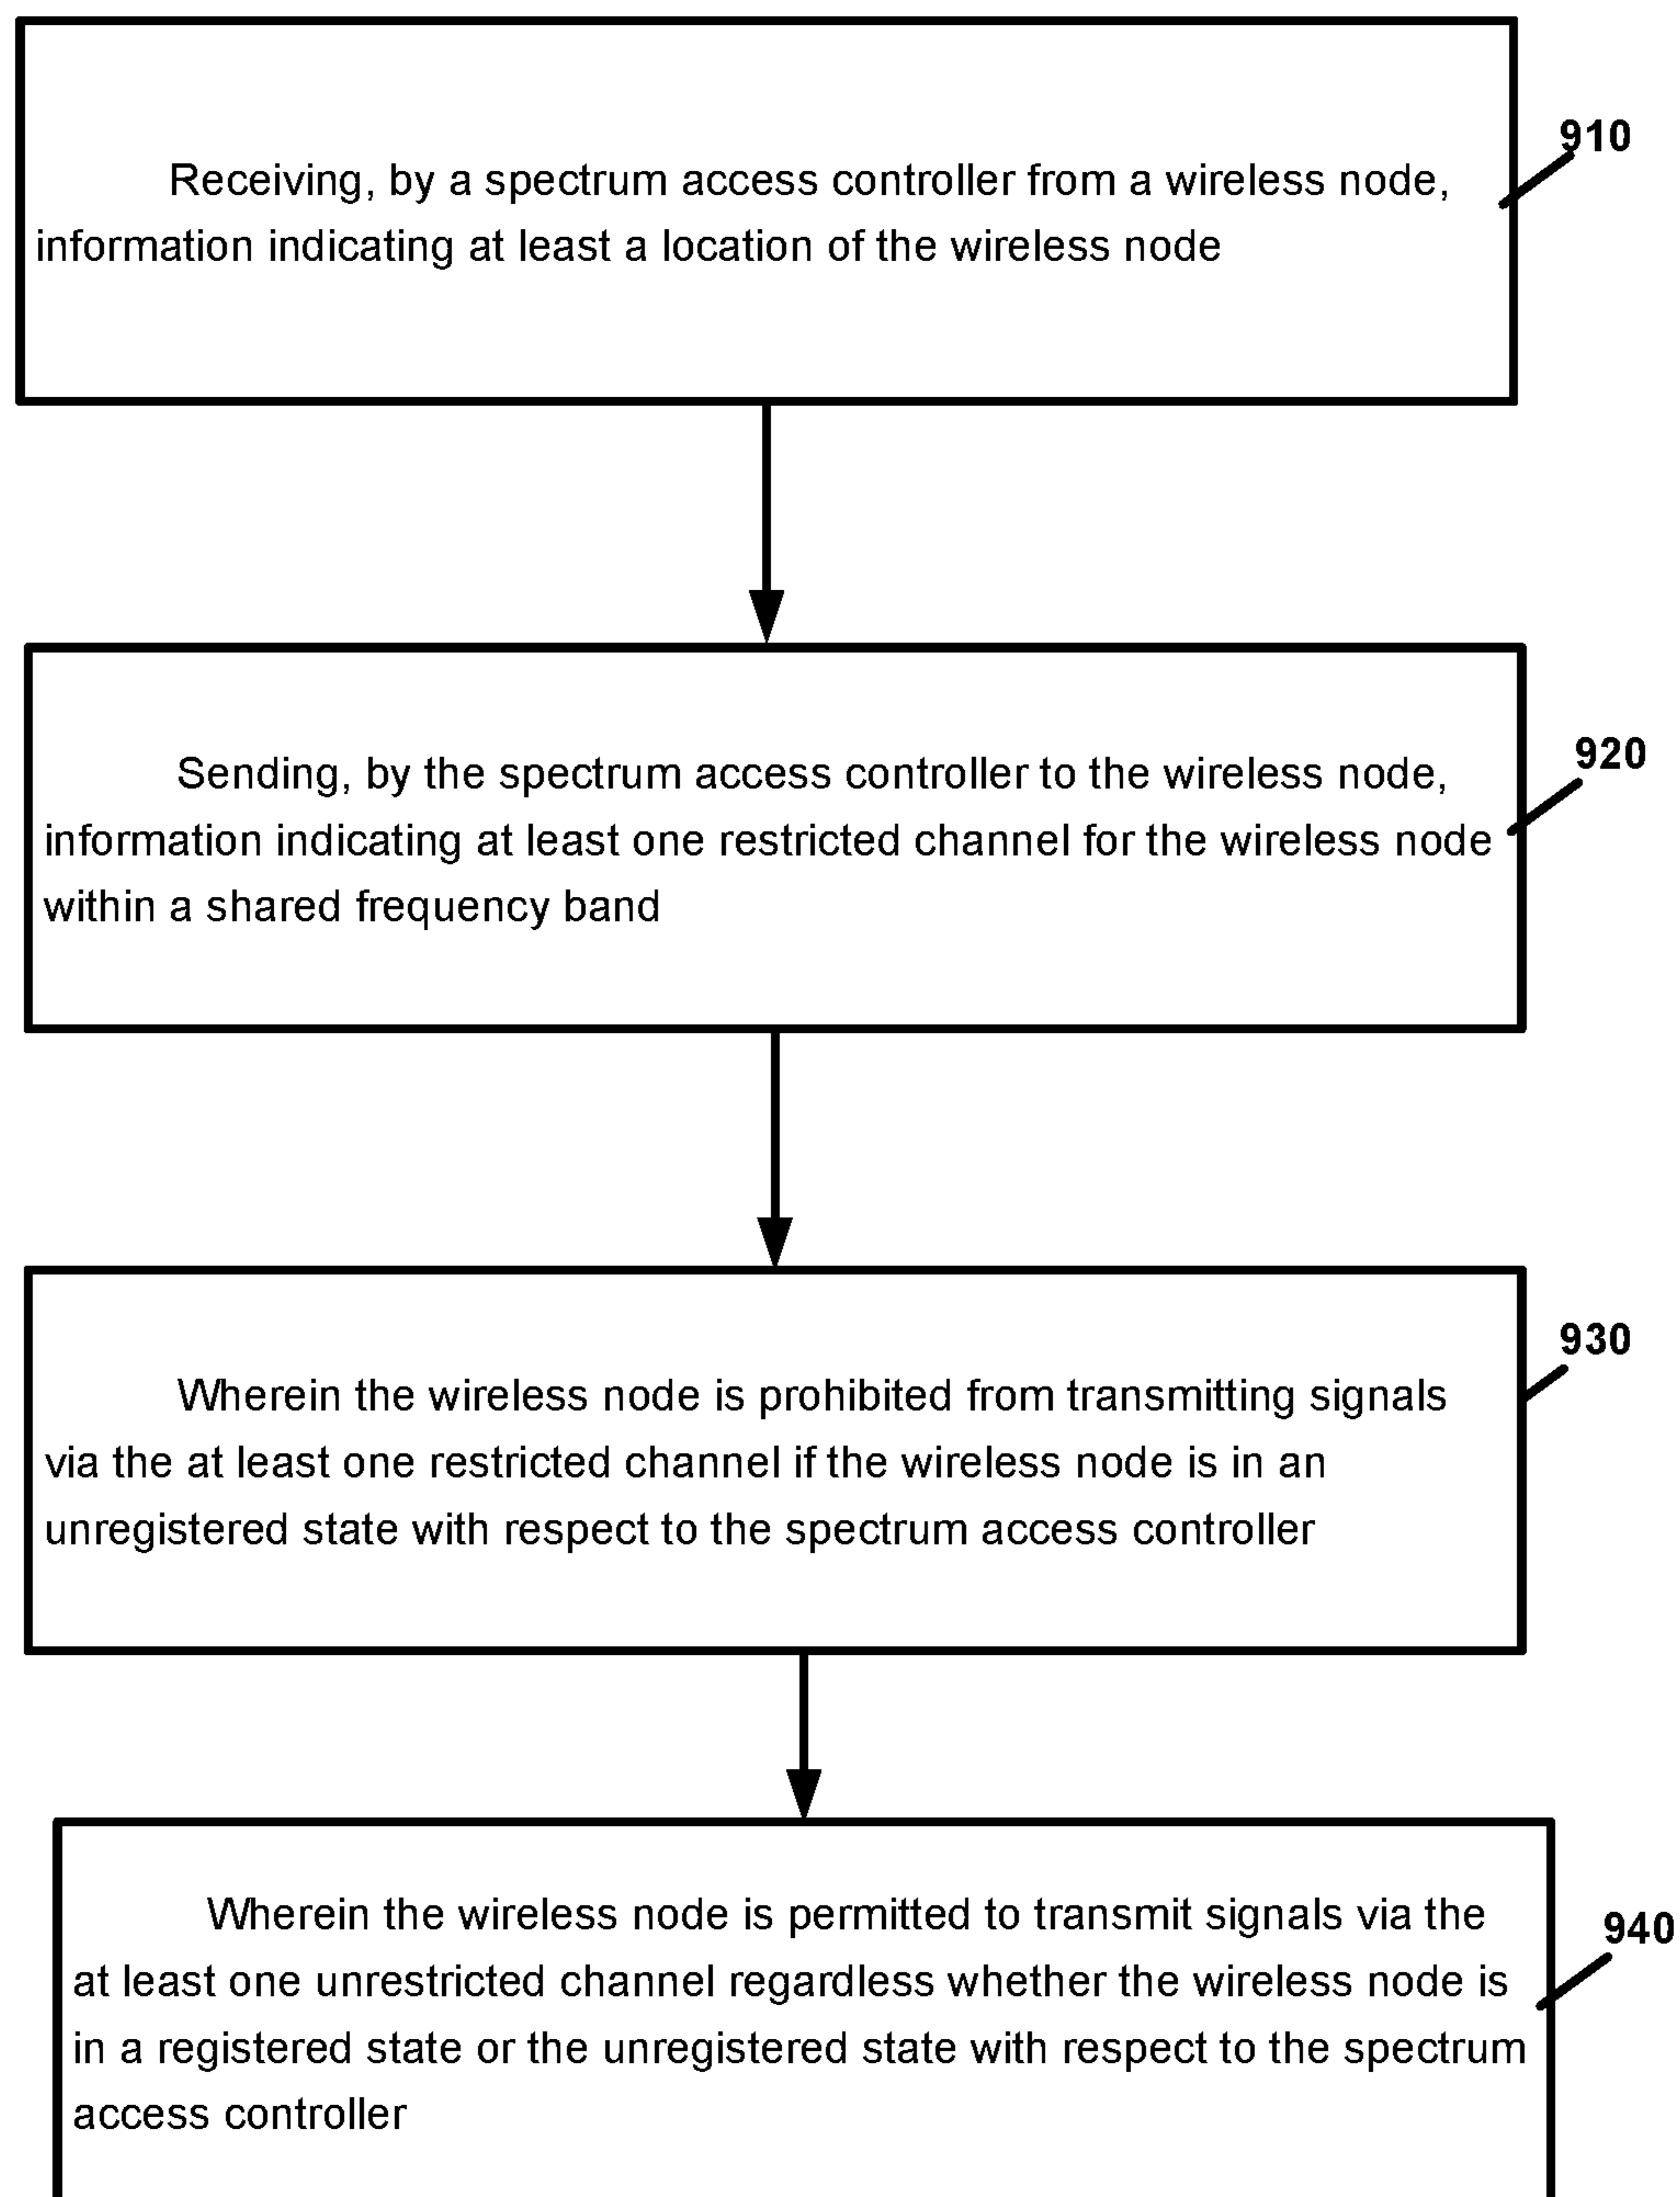 910
Receiving, by a spectrum access controller from a wireless node,
information indicating at least a location of the wireless node
920
Sending, by the spectrum access controller to the wireless node,
information indicating at least one restricted channel for the wireless node
within a shared frequency band
930
Wherein the wireless node is prohibited from transmitting signals
via the at least one restricted channel if the wireless node is in an
unregistered state with respect to the spectrum access controller
940
Wherein the wireless node is permitted to transmit signals via the
at least one unrestricted channel regardless whether the wireless node is
in a registered state or the unregistered state with respect to the spectrum
access controller